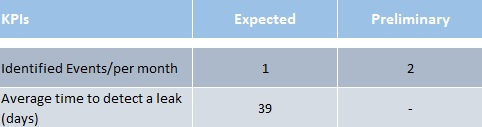 KPIs Expected Preliminary
Identified Events/per month 1 2
Average time to detect a leak
(days) 39 -